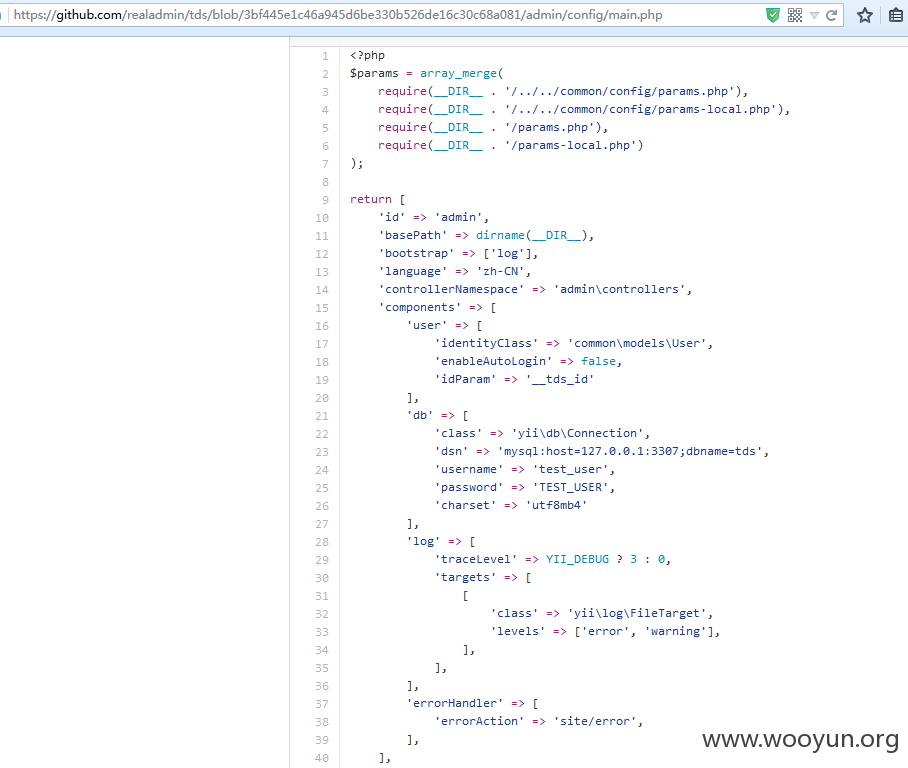 https://github.com/realadmin/tds/blob/3bf445e1c46a945d6be330b526de16c30c68a081/admin/config/main.php
1 <?php
2 $params = array_merge(
3 require(__DIR__ . '/../../common/config/params.php'),
4 require(__DIR__ . '/../../common/config/params-local.php'),
5 require(__DIR__ . '/params.php'),
6 require(__DIR__ . '/params-local.php')
7 );
8
9 return [
10 'id' => 'admin',
11 'basePath' => dirname(__DIR__),
12 'bootstrap' => ['log'],
13 'language' => 'zh-CN',
14 'controllerNamespace' => 'admin\controllers',
15 'components' => [
16 'user' => [
17 'identityClass' => 'common\models\User',
18 'enableAutoLogin' => false,
19 'idParam' => '__tds_id'
20 ],
21 'db' => [
22 'class' => 'yii\db\Connection',
23 'dsn' => 'mysql:host=127.0.0.1:3307;dbname=tds',
24 'username' => 'test_user',
25 'password' => 'TEST_USER',
26 'charset' => 'utf8mb4'
27 ],
28 'log' => [
29 'traceLevel' => YII_DEBUG ? 3 : 0,
30 'targets' => [
31 [
32 'class' => 'yii\log\FileTarget',
33 'levels' => ['error', 'warning'],
34 ],
35 ],
36 ],
37 'errorHandler' => [
38 'errorAction' => 'site/error',
39 ],
40 ],
www.wooyun.org